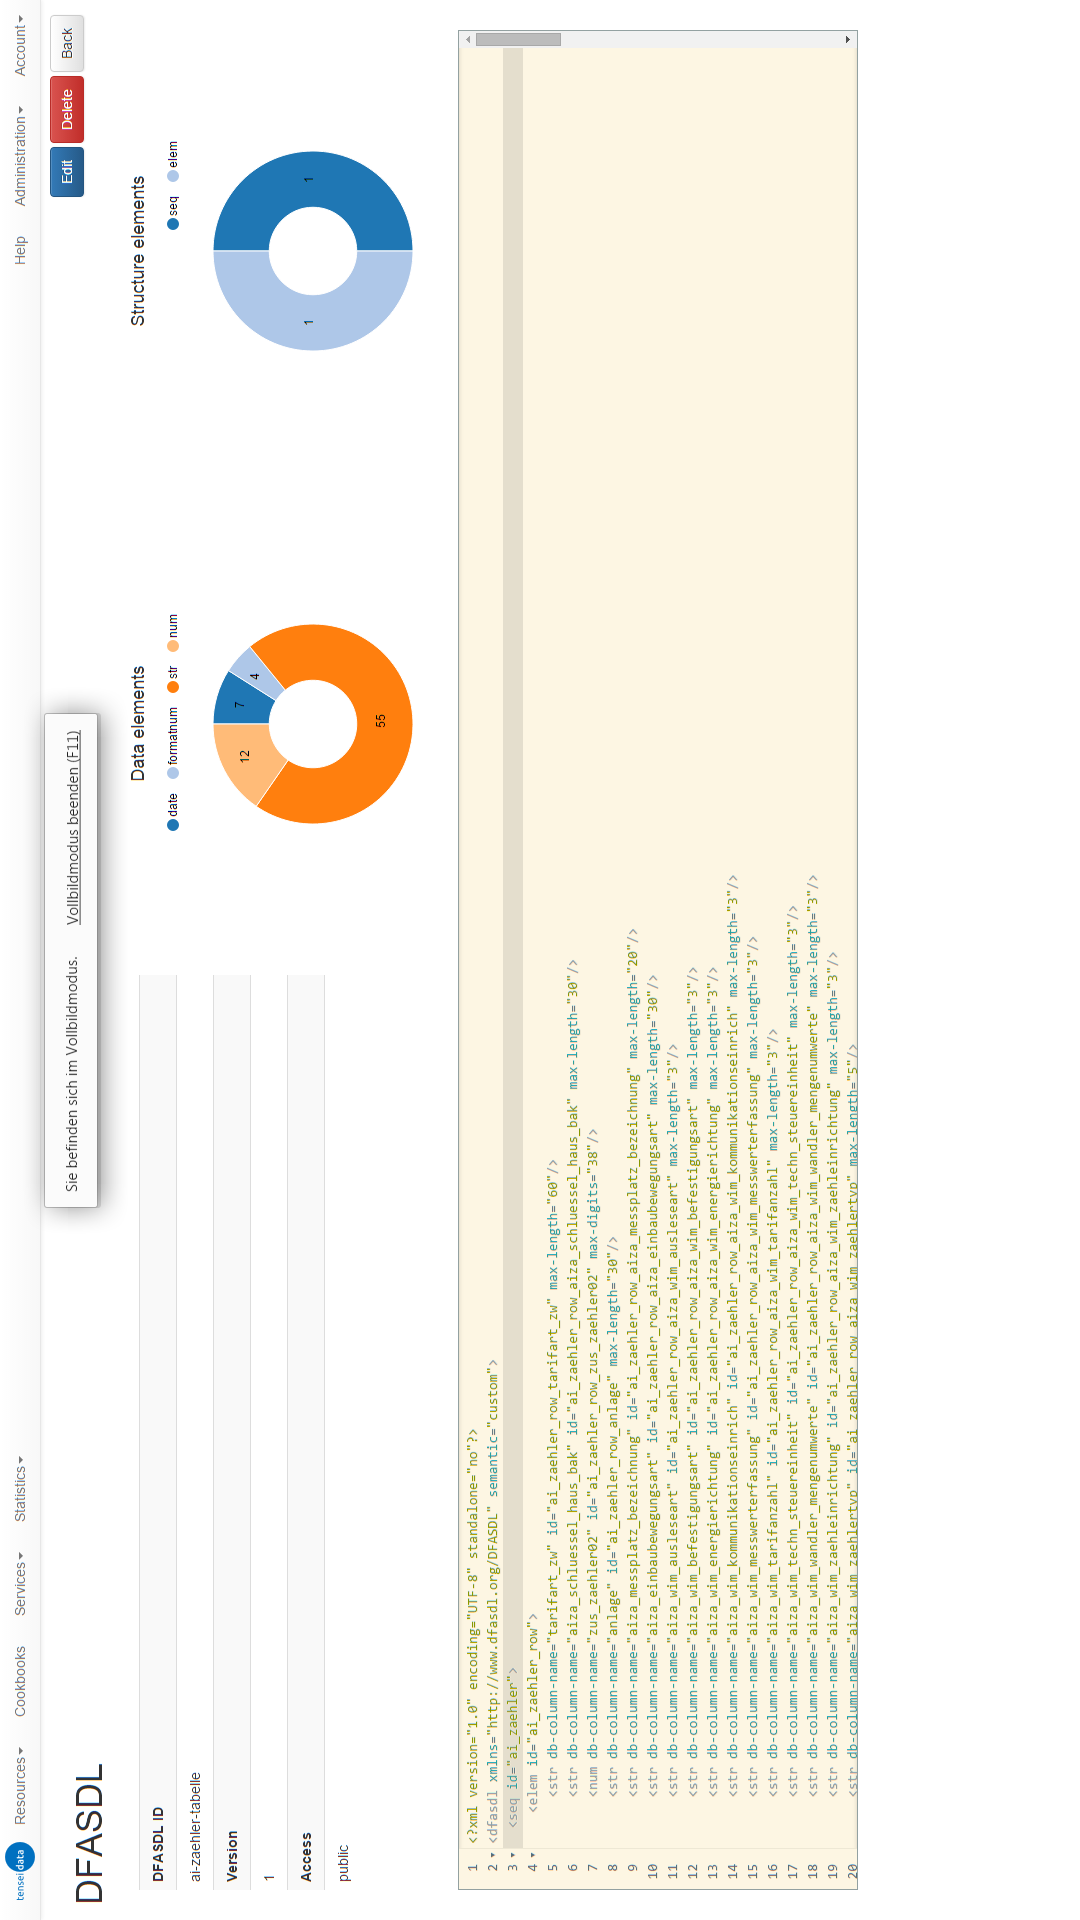 tensei data
Resources
Cookbooks
Services
Statistics
Help
Administration
Account
Sie befinden sich im Vollbildmodus. Vollbildmodus beenden (F11)
DFASDL
Edit
Delete
Back
DFASDL ID
ai-zaehler-tabelle
Version
1
Access
public
Data elements
date formatnum str num
7
4
12
55
Structure elements
seq elem
1
1
1 <?xml version="1.0" encoding="UTF-8" standalone="no"?>
2 <dfasdl xmlns="http://www.dfasdl.org/DFASDL" semantic="custom">
3 <seq id="ai_zaehler">
4 <elem id="ai_zaehler_row">
5 <str db-column-name="tarifart_zw" id="ai_zaehler_row_tarifart_zw" max-length="60"/>
6 <str db-column-name="aiza_schluessel_haus_bak" id="ai_zaehler_row_aiza_schluessel_haus_bak" max-length="30"/>
7 <num db-column-name="zus_zaehler02" id="ai_zaehler_row_zus_zaehler02" max-digits="38"/>
8 <str db-column-name="anlage" id="ai_zaehler_row_anlage" max-length="30"/>
9 <str db-column-name="aiza_messplatz_bezeichnung" id="ai_zaehler_row_aiza_messplatz_bezeichnung" max-length="20"/>
10 <str db-column-name="aiza_einbaubewegungsart" id="ai_zaehler_row_aiza_einbaubewegungsart" max-length="30"/>
11 <str db-column-name="aiza_wim_ausleseart" id="ai_zaehler_row_aiza_wim_ausleseart" max-length="3"/>
12 <str db-column-name="aiza_wim_befestigungsart" id="ai_zaehler_row_aiza_wim_befestigungsart" max-length="3"/>
13 <str db-column-name="aiza_wim_energierichtung" id="ai_zaehler_row_aiza_wim_energierichtung" max-length="3"/>
14 <str db-column-name="aiza_wim_kommunikationseinrich" id="ai_zaehler_row_aiza_wim_kommunikationseinrich" max-length="3"/>
15 <str db-column-name="aiza_wim_messwerterfassung" id="ai_zaehler_row_aiza_wim_messwerterfassung" max-length="3"/>
16 <str db-column-name="aiza_wim_tarifanzahl" id="ai_zaehler_row_aiza_wim_tarifanzahl" max-length="3"/>
17 <str db-column-name="aiza_wim_techn_steuereinheit" id="ai_zaehler_row_aiza_wim_techn_steuereinheit" max-length="3"/>
18 <str db-column-name="aiza_wim_wandler_mengenumwerte" id="ai_zaehler_row_aiza_wim_wandler_mengenumwerte" max-length="3"/>
19 <str db-column-name="aiza_wim_zaehleinrichtung" id="ai_zaehler_row_aiza_wim_zaehleinrichtung" max-length="3"/>
20 <str db-column-name="aiza_wim_zaehlertyp" id="ai_zaehler_row_aiza_wim_zaehlertyp" max-length="5"/>